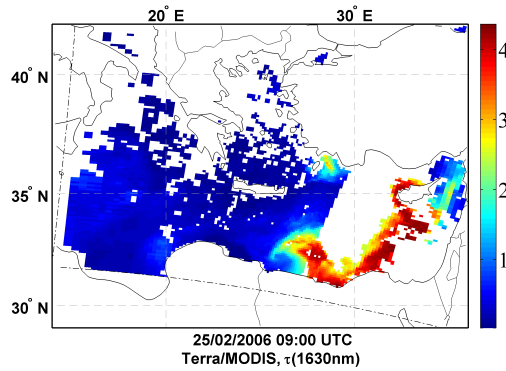 20° E 30° E
40° N
35° N
30° N
4
3
2
1
25/02/2006 09:00 UTC
Terra/MODIS, τ(1630nm)